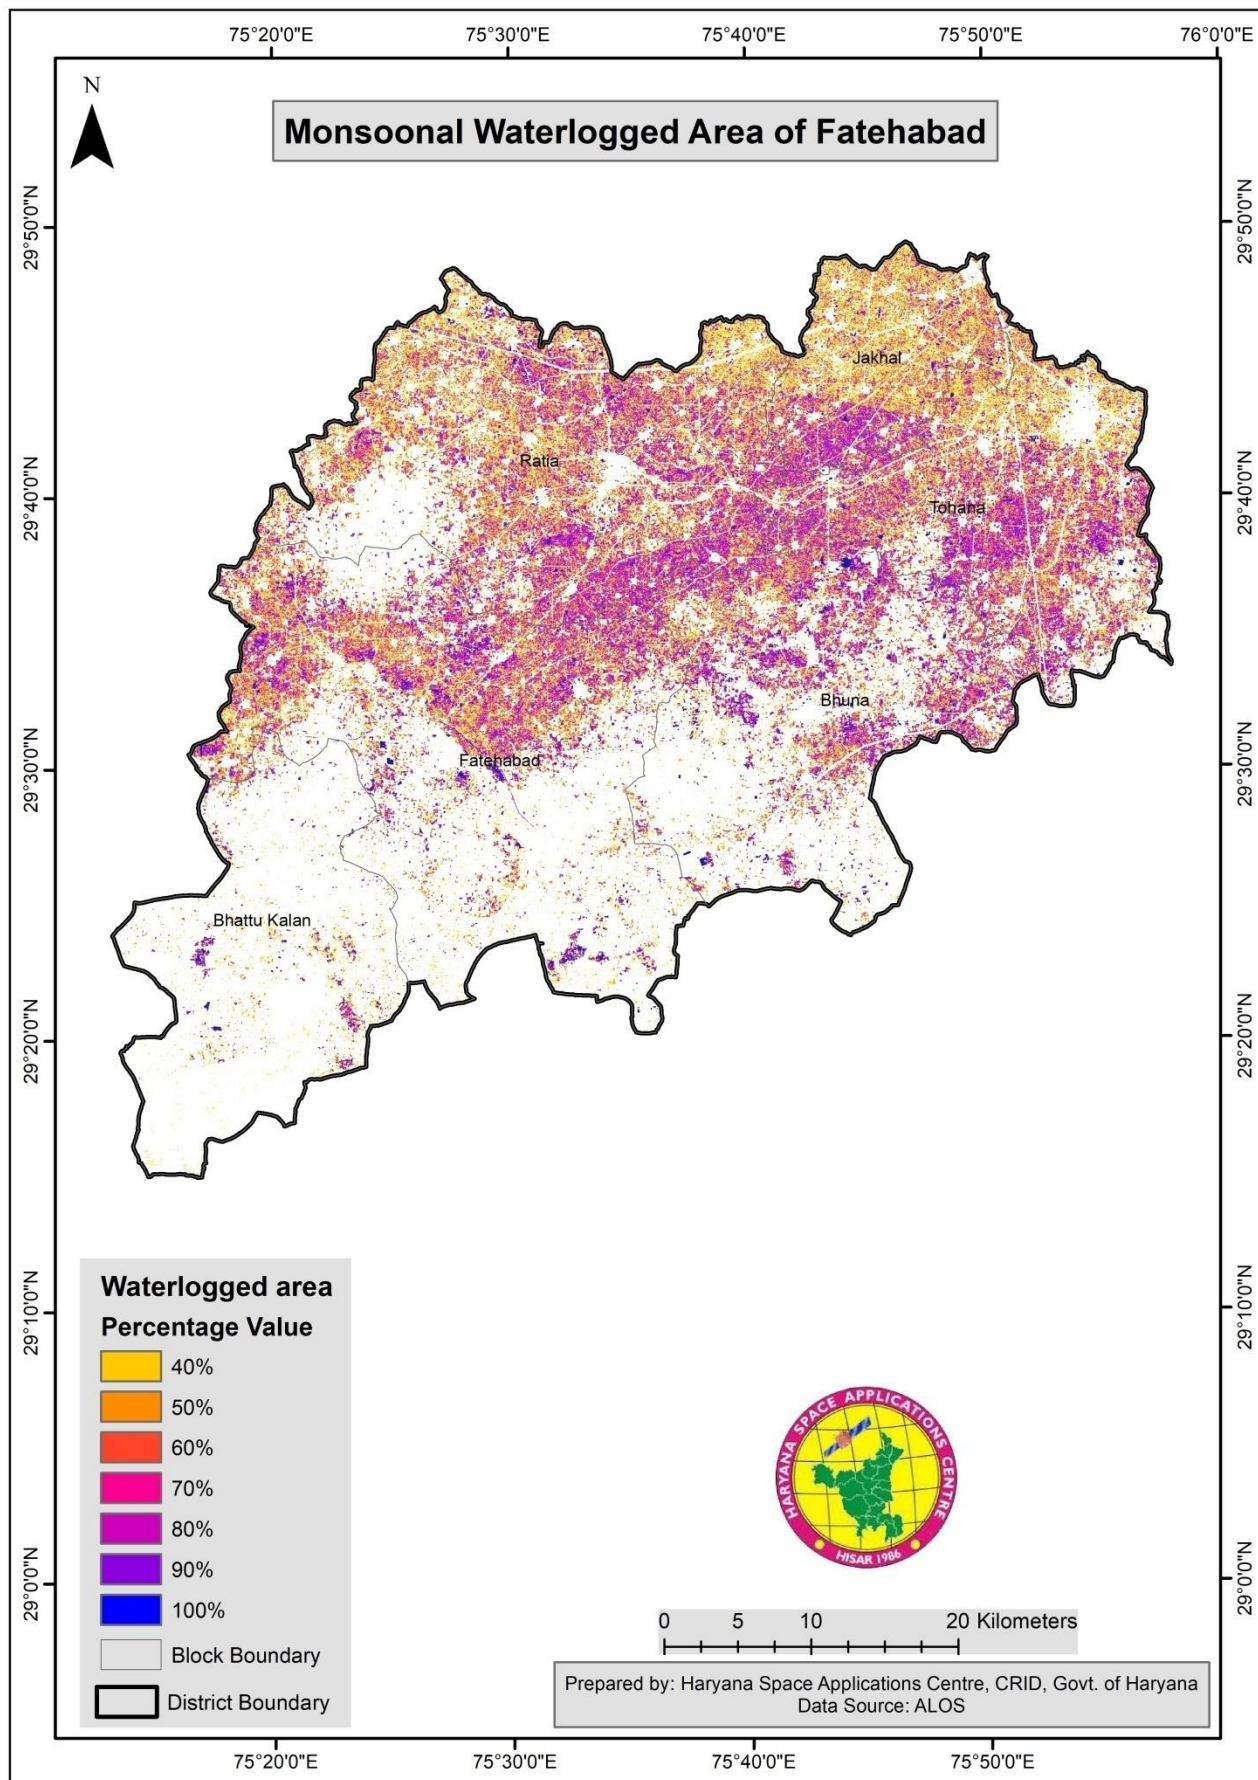 75°20'0"E
75°30'0"E
75°40'0"E
75°50'0"E
76°0'0"E
N
Monsoonal Waterlogged Area of Fatehabad
29°50'0"N
29°50'0"N
Jakhal
Ratia
29°40'0"N
29°40'0"N
Tohana
Bhuna
Fatehabad
29°30'0"N
29°30'0"N
Bhattu Kalan
29°20'0"N
29°20'0"N
29°10'0"N
29°10'0"N
Waterlogged area
Percentage Value
40%
50%
60%
70%
80%
90%
100%
Block Boundary
District Boundary
HARYANA SPACE APPLICATIONS CENTRE
HISAR 1986
29°0'0"N
29°0'0"N
0 5 10 20 Kilometers
Prepared by: Haryana Space Applications Centre, CRID, Govt. of Haryana
Data Source: ALOS
75°20'0"E
75°30'0"E
75°40'0"E
75°50'0"E